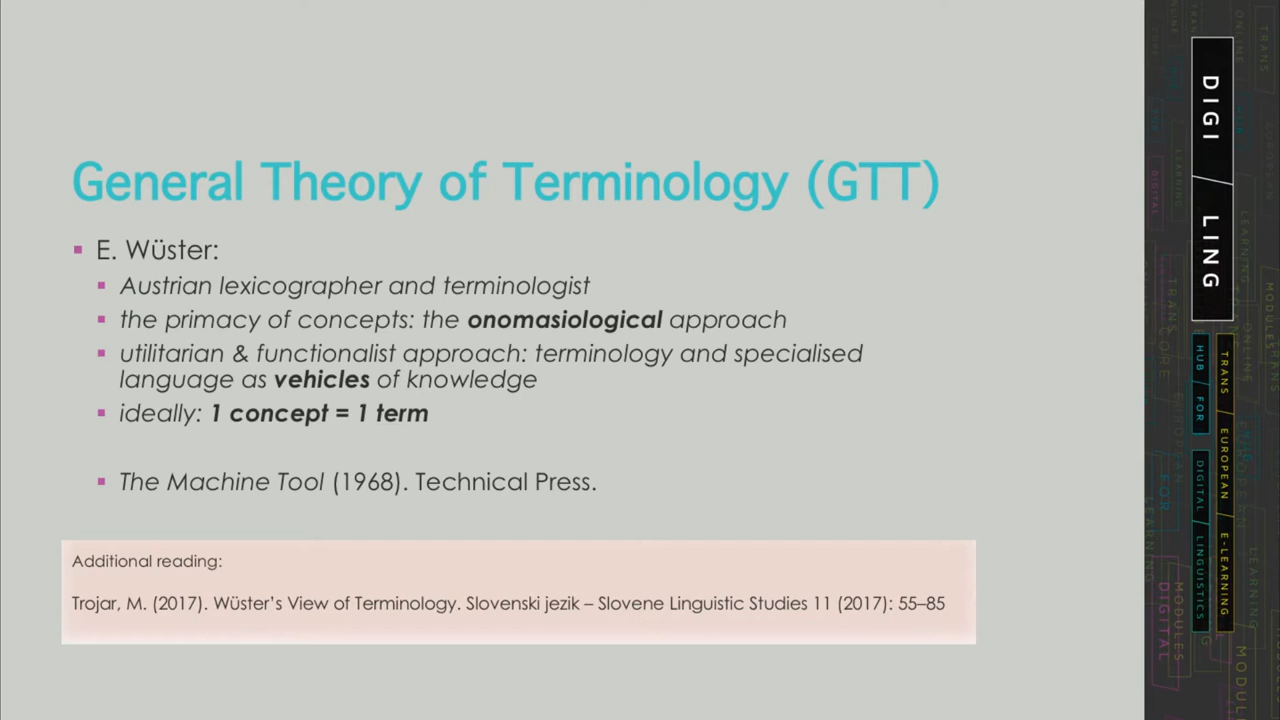 General Theory of Terminology (GTT)
E. Wüster:
Austrian lexicographer and terminologist
the primacy of concepts: the onomasiological approach
utilitarian & functionalist approach: terminology and specialised
language as vehicles of knowledge
ideally: 1 concept = 1 term
The Machine Tool (1968). Technical Press.
Additional reading:
Trojar, M. (2017). Wüster's View of Terminology. Slovenski jezik – Slovene Linguistic Studies 11 (2017): 55–85
DIGI / LING
HUB / FOR / DIGITAL / LINGUISTICS
TRANS / EUROPEAN / E-LEARNING